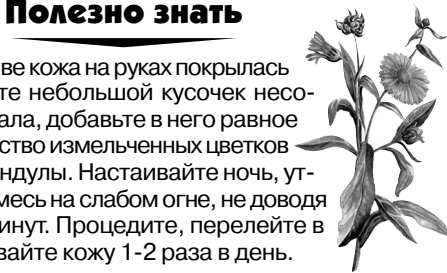 Полезно знать
ве кожа на руках покрылась
те небольшой кусочек несо-
ала, добавьте в него равное
ство измельченных цветков
ндулы. Настаивайте ночь, ут-
месь на слабом огне, не доводя
инут. Процедите, перелейте в
вайте кожу 1-2 раза в день.